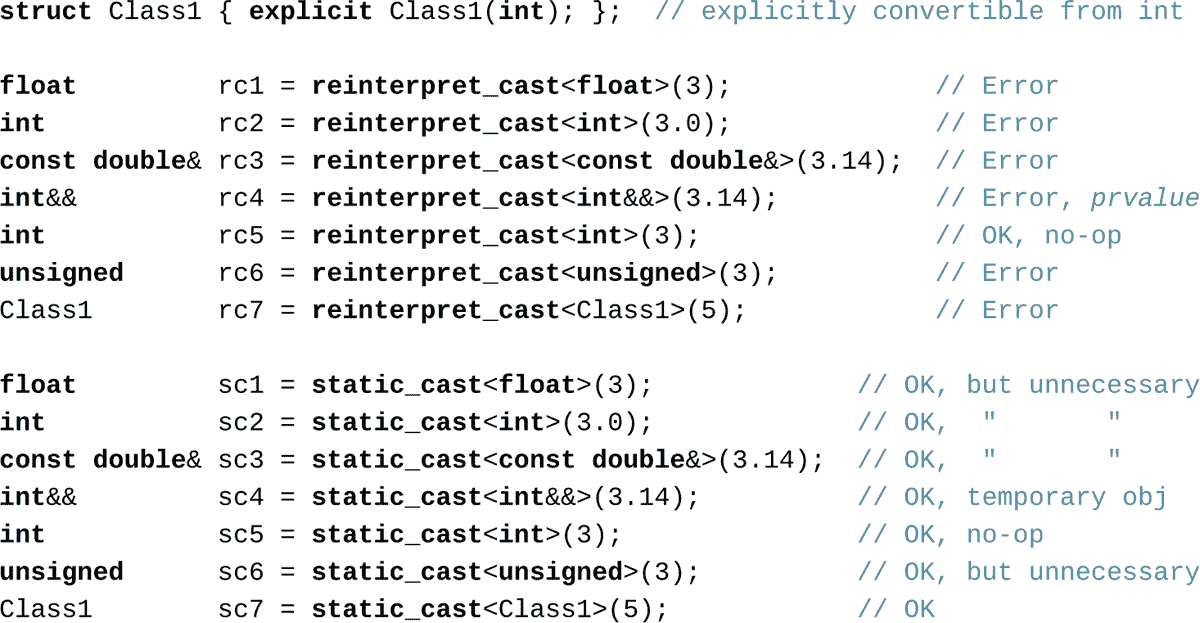 struct Class1 { explicit Class1(int); };  // explicitly convertible from int
float         rc1 = reinterpret_cast<float>(3);             // Error
int           rc2 = reinterpret_cast<int>(3.0);             // Error
const double& rc3 = reinterpret_cast<const double&>(3.14);  // Error
int&&         rc4 = reinterpret_cast<int&&>(3.14);          // Error, prvalue
int           rc5 = reinterpret_cast<int>(3);               // OK, no-op
unsigned      rc6 = reinterpret_cast<unsigned>(3);          // Error
Class1        rc7 = reinterpret_cast<Class1>(5);            // Error
float         sc1 = static_cast<float>(3);             // OK, but unnecessary
int           sc2 = static_cast<int>(3.0);             // OK,  "       "
const double& sc3 = static_cast<const double&>(3.14);  // OK,  "       "
int&&         sc4 = static_cast<int&&>(3.14);          // OK, temporary obj
int           sc5 = static_cast<int>(3);               // OK, no-op
unsigned      sc6 = static_cast<unsigned>(3);          // OK, but unnecessary
Class1        sc7 = static_cast<Class1>(5);            // OK